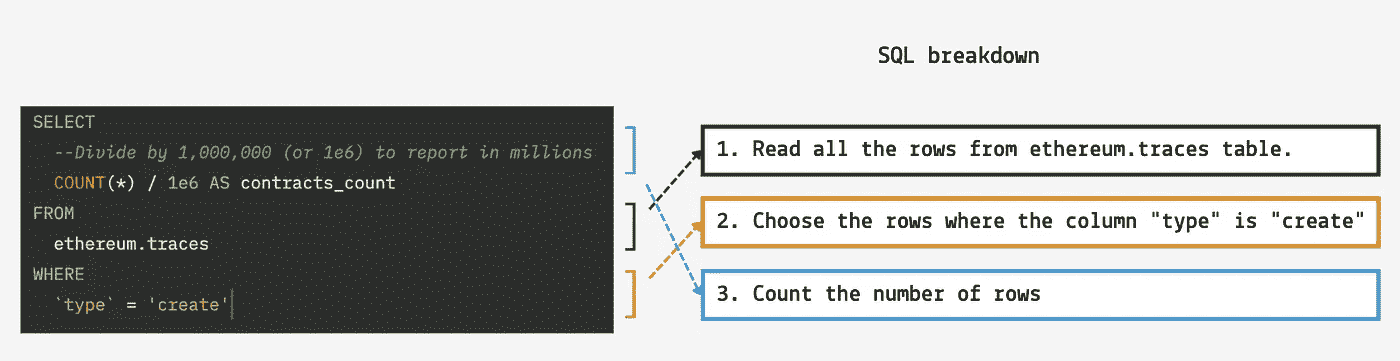 SQL breakdown
SELECT
--Divide by 1,000,000 (or 1e6) to report in millions
COUNT(*) / 1e6 AS contracts_count
FROM
ethereum.traces
WHERE
`type` = 'create'
1. Read all the rows from ethereum.traces table.
2. Choose the rows where the column "type" is "create"
3. Count the number of rows